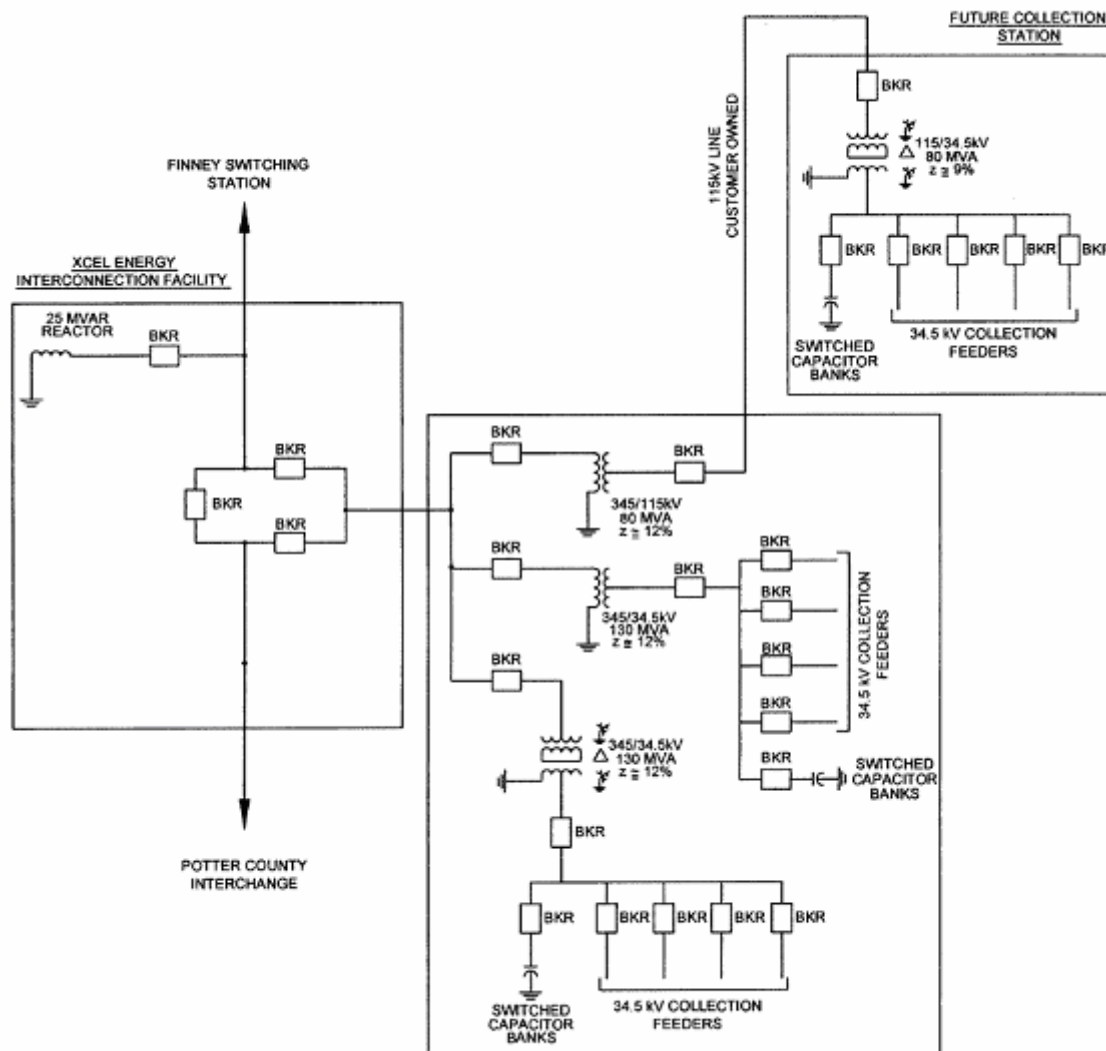 FUTURE COLLECTION
STATION
BKR
115/34.5kV
80 MVA
z ≅ 9%
BKR
BKR
BKR
BKR
BKR
34.5 kV COLLECTION
FEEDERS
SWITCHED
CAPACITOR
BANKS
115kV LINE
CUSTOMER OWNED
FINNEY SWITCHING
STATION
XCEL ENERGY
INTERCONNECTION FACILITY
25 MVAR
REACTOR
BKR
BKR
BKR
BKR
POTTER COUNTY
INTERCHANGE
BKR
BKR
345/115kV
80 MVA
z ≅ 12%
BKR
BKR
345/34.5kV
130 MVA
z ≅ 12%
BKR
BKR
BKR
BKR
34.5 kV COLLECTION
FEEDERS
BKR
SWITCHED
CAPACITOR
BANKS
BKR
345/34.5kV
130 MVA
z ≅ 12%
BKR
BKR
BKR
BKR
BKR
BKR
SWITCHED
CAPACITOR
BANKS
34.5 kV COLLECTION
FEEDERS